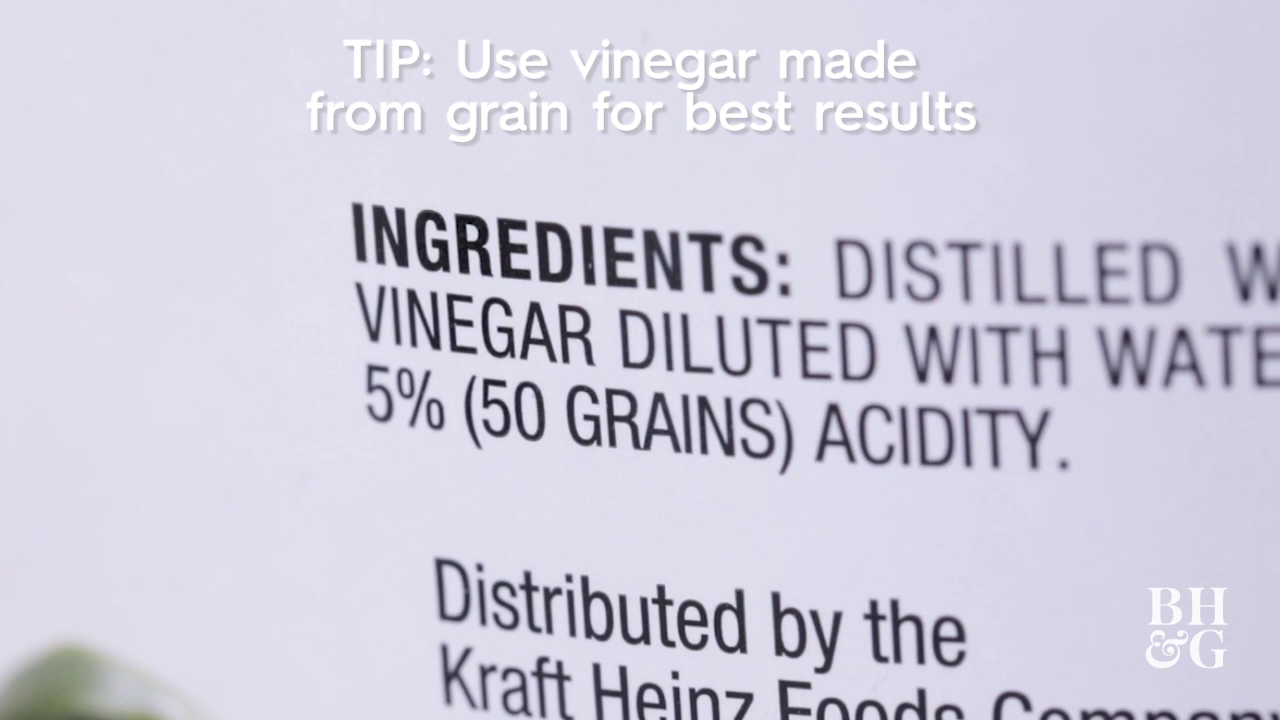 TIP: Use vinegar made
from grain for best results
INGREDIENTS: DISTILLED
VINEGAR DILUTED WITH
5% (50 GRAINS) ACIDITY.
Distributed by the
Kraft Heinz Foods Company
BH
&G